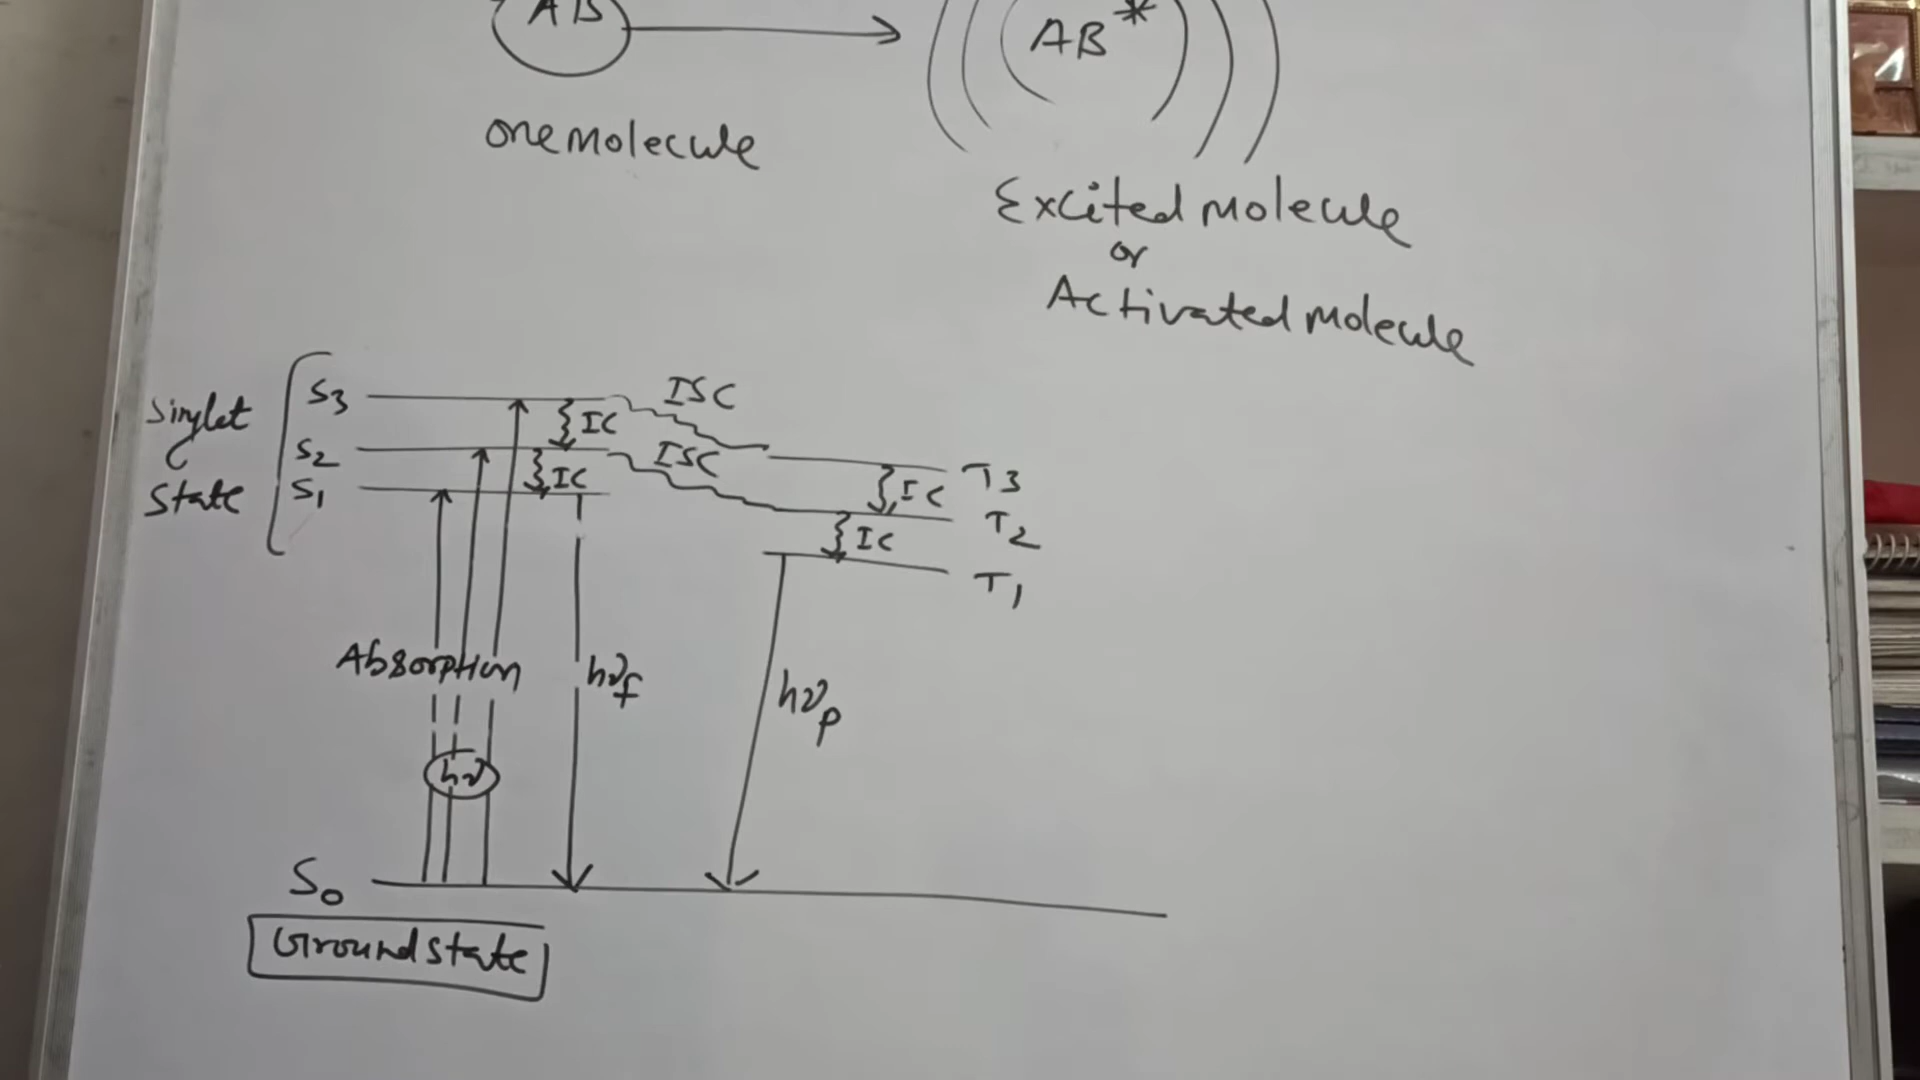 AB
AB*
one molecule
Excited molecule
or
Activated molecule
Singlet
State
S3
S2
S1
ISC
IC
ISC
IC
T3
IC
T2
IC
T1
Absorption
hνf
hνp
hν
S0
Ground state